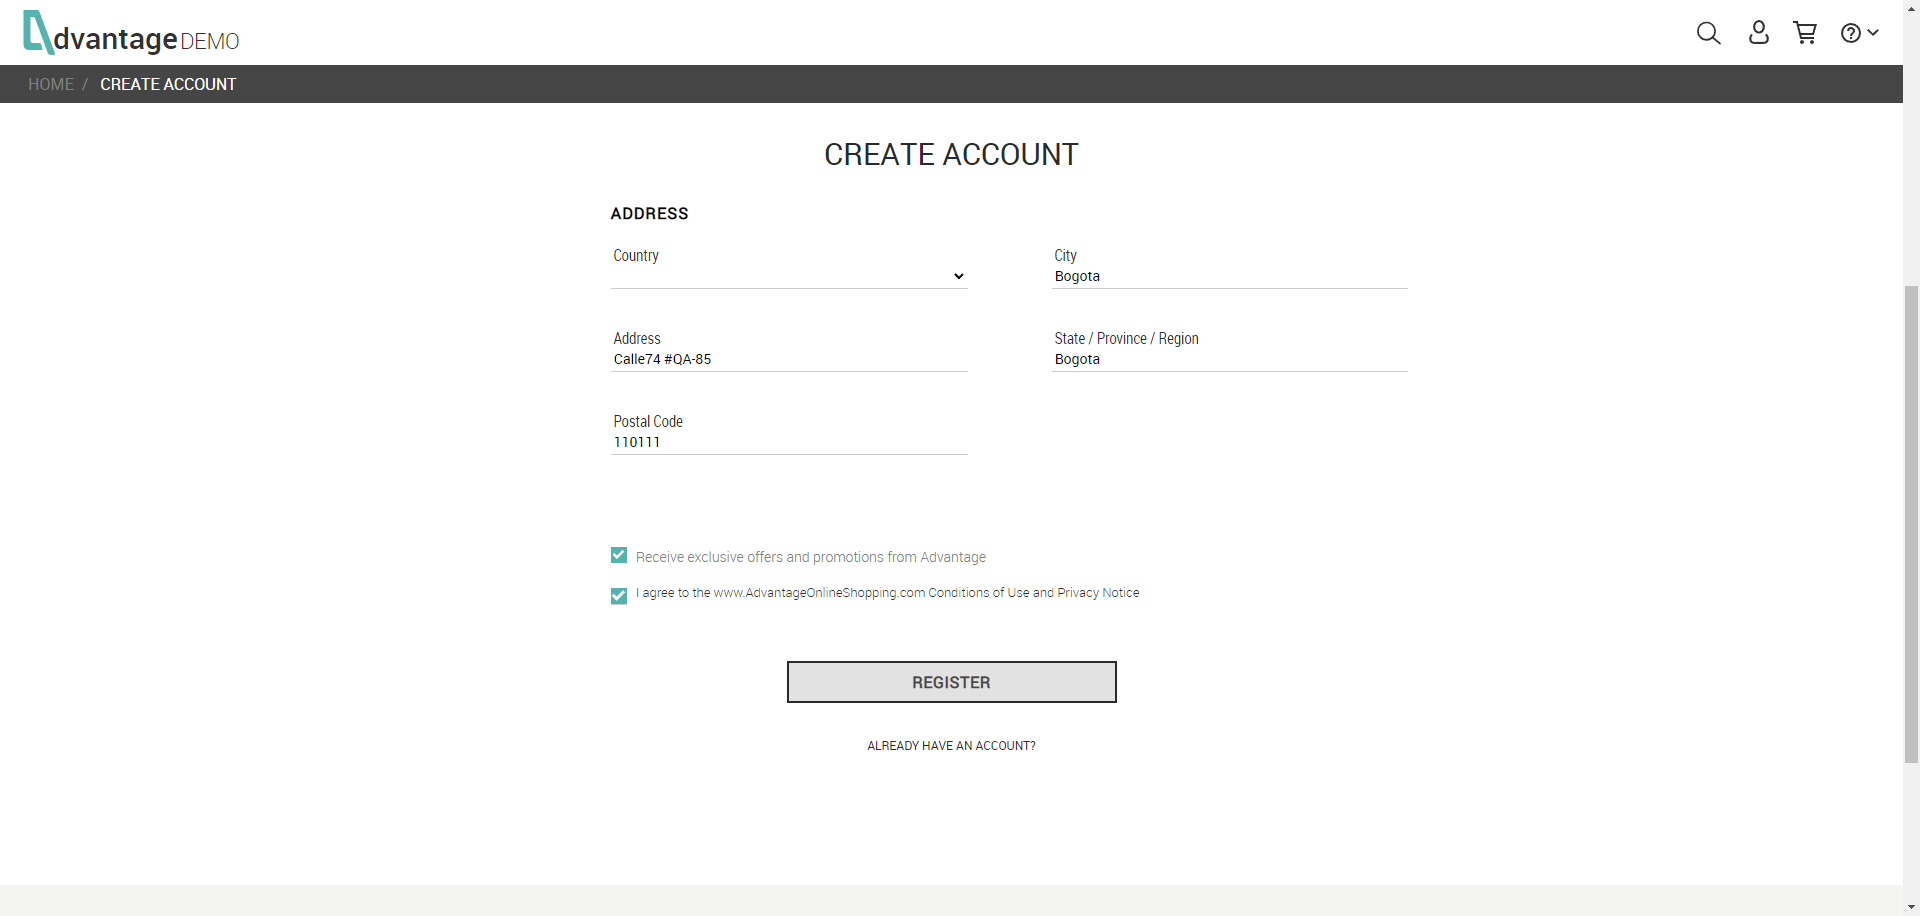 dvantage DEMO
HOME / CREATE ACCOUNT
CREATE ACCOUNT
ADDRESS
Country
City
Bogota
Address
Calle74 #QA-85
State / Province / Region
Bogota
Postal Code
110111
Receive exclusive offers and promotions from Advantage
I agree to the www.AdvantageOnlineShopping.com Conditions of Use and Privacy Notice
REGISTER
ALREADY HAVE AN ACCOUNT?